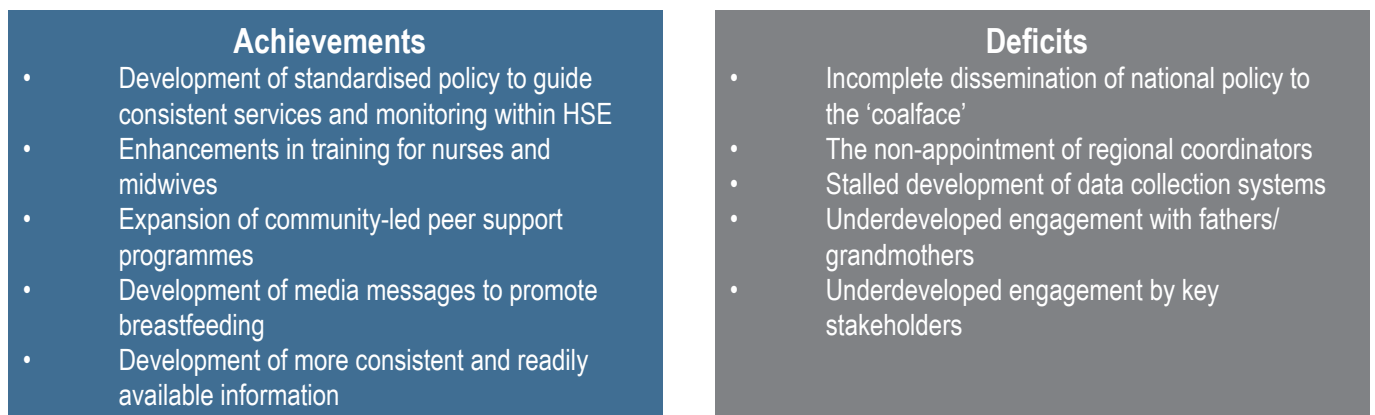 Achievements
• Development of standardised policy to guide
consistent services and monitoring within HSE
• Enhancements in training for nurses and
midwives
• Expansion of community-led peer support
programmes
• Development of media messages to promote
breastfeeding
• Development of more consistent and readily
available information
Deficits
• Incomplete dissemination of national policy to
the ‘coalface’
• The non-appointment of regional coordinators
• Stalled development of data collection systems
• Underdeveloped engagement with fathers/
grandmothers
• Underdeveloped engagement by key
stakeholders